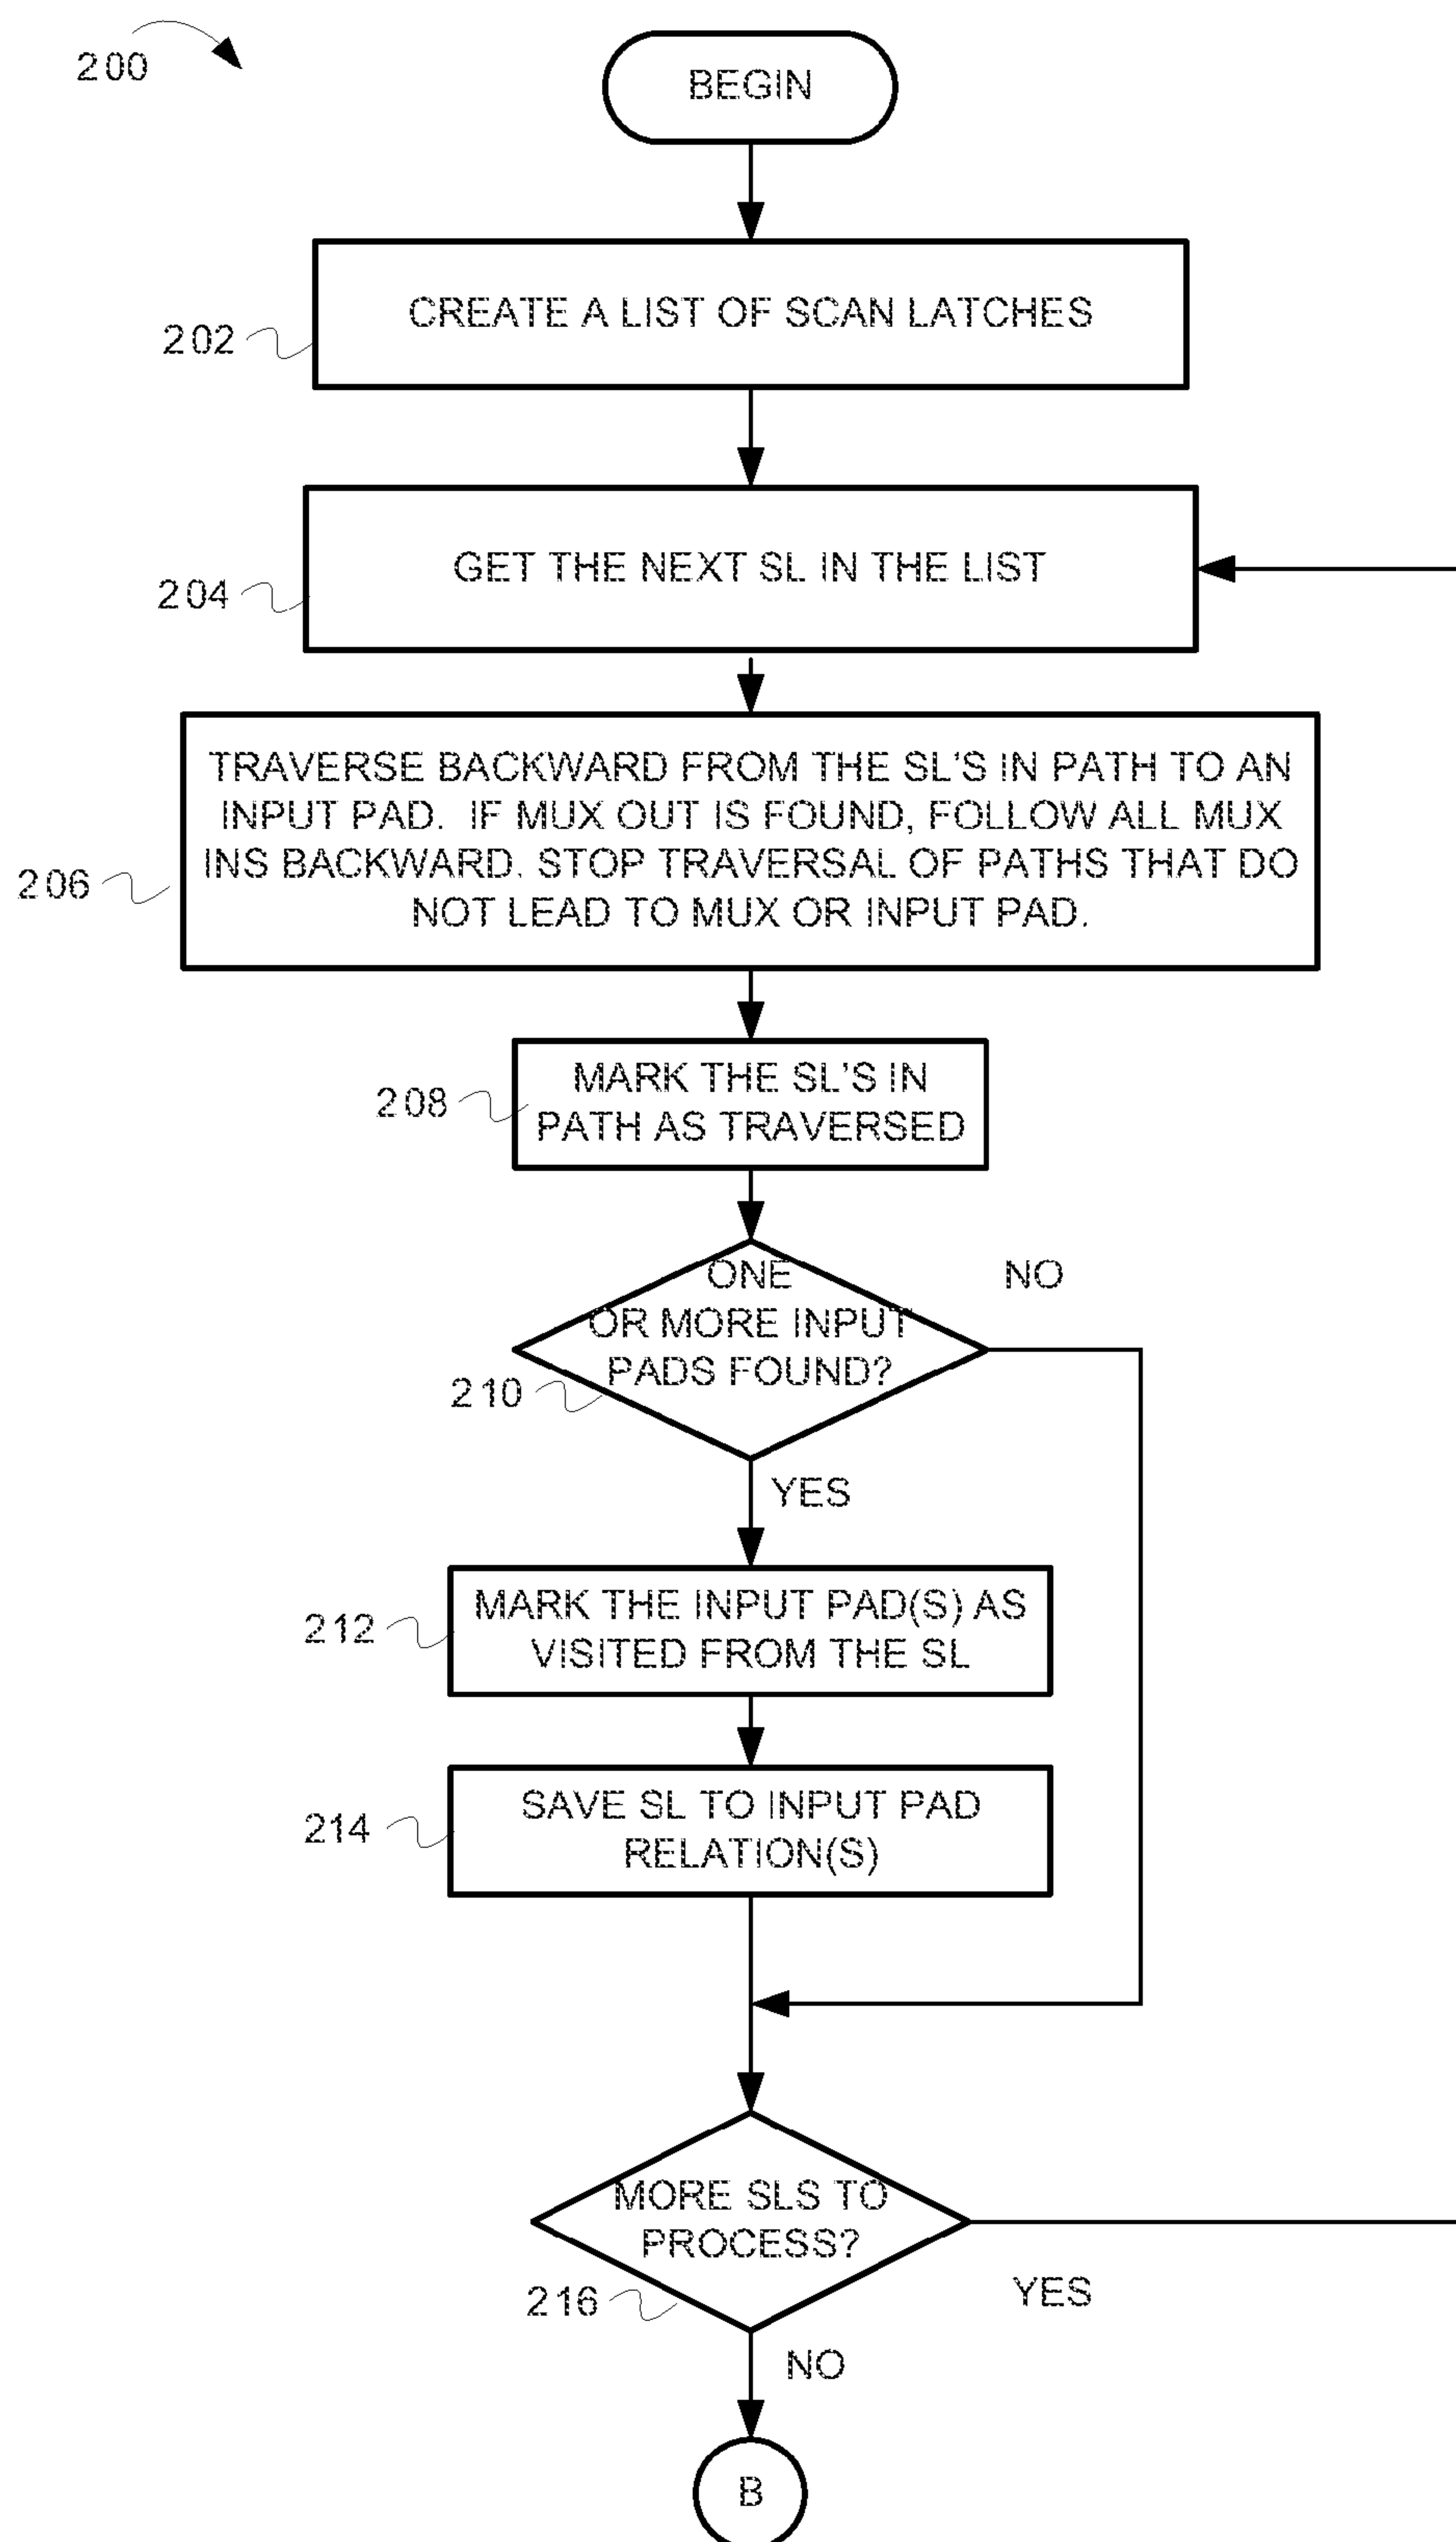 200
BEGIN
CREATE A LIST OF SCAN LATCHES
202
GET THE NEXT SL IN THE LIST
204
TRAVERSE BACKWARD FROM THE SL'S IN PATH TO AN
INPUT PAD. IF MUX OUT IS FOUND, FOLLOW ALL MUX
INS BACKWARD. STOP TRAVERSAL OF PATHS THAT DO
NOT LEAD TO MUX OR INPUT PAD.
206
MARK THE SL'S IN
PATH AS TRAVERSED
208
ONE
OR MORE INPUT
PADS FOUND?
NO
210
YES
MARK THE INPUT PAD(S) AS
VISITED FROM THE SL
212
SAVE SL TO INPUT PAD
RELATION(S)
214
MORE SLS TO
PROCESS?
216
YES
NO
B